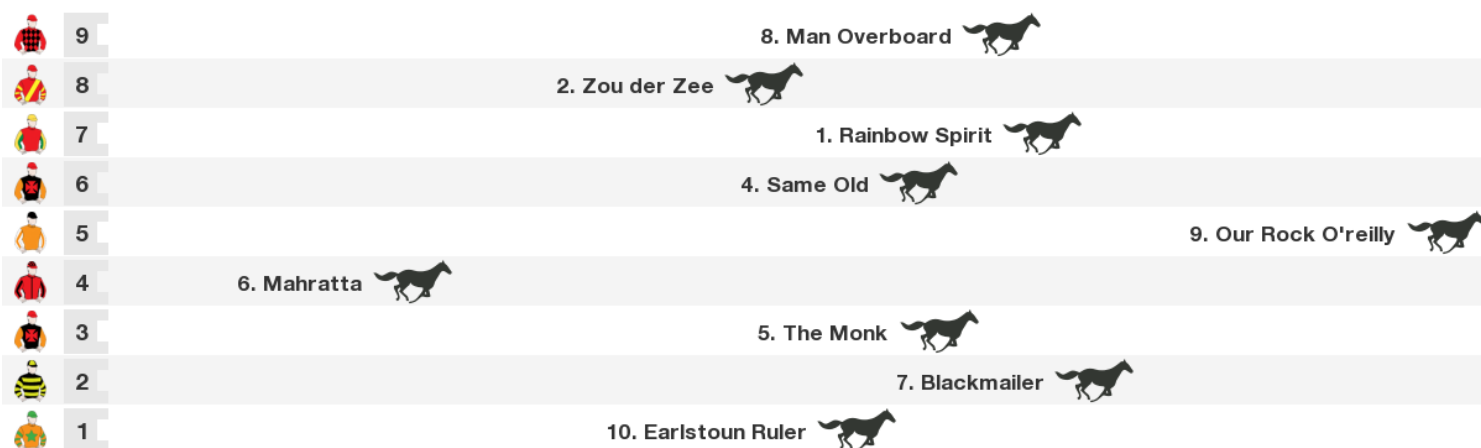 9 8. Man Overboard
8 2. Zou der Zee
7 1. Rainbow Spirit
6 4. Same Old
5 9. Our Rock O'reilly
4 6. Mahratta
3 5. The Monk
2 7. Blackmailer
1 10. Earlstoun Ruler